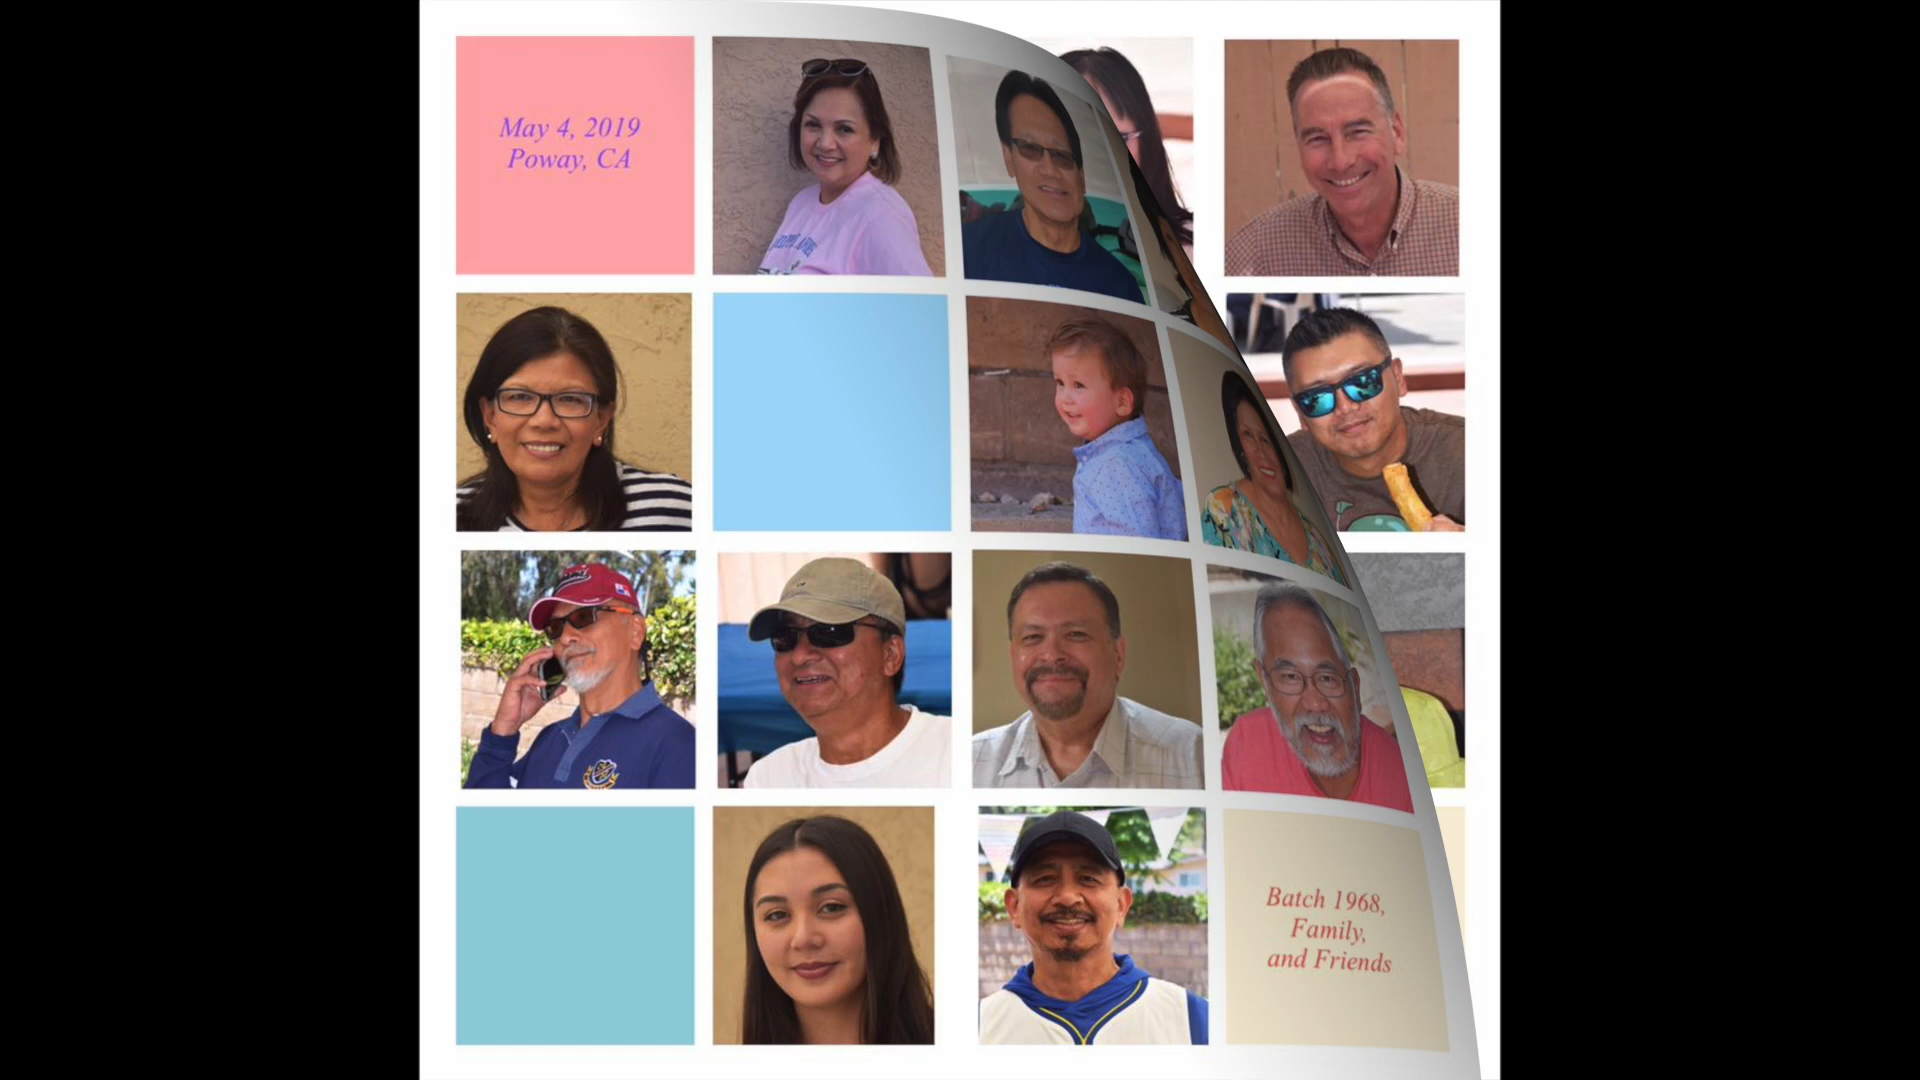 May 4, 2019
Poway, CA
Batch 1968,
Family,
and Friends